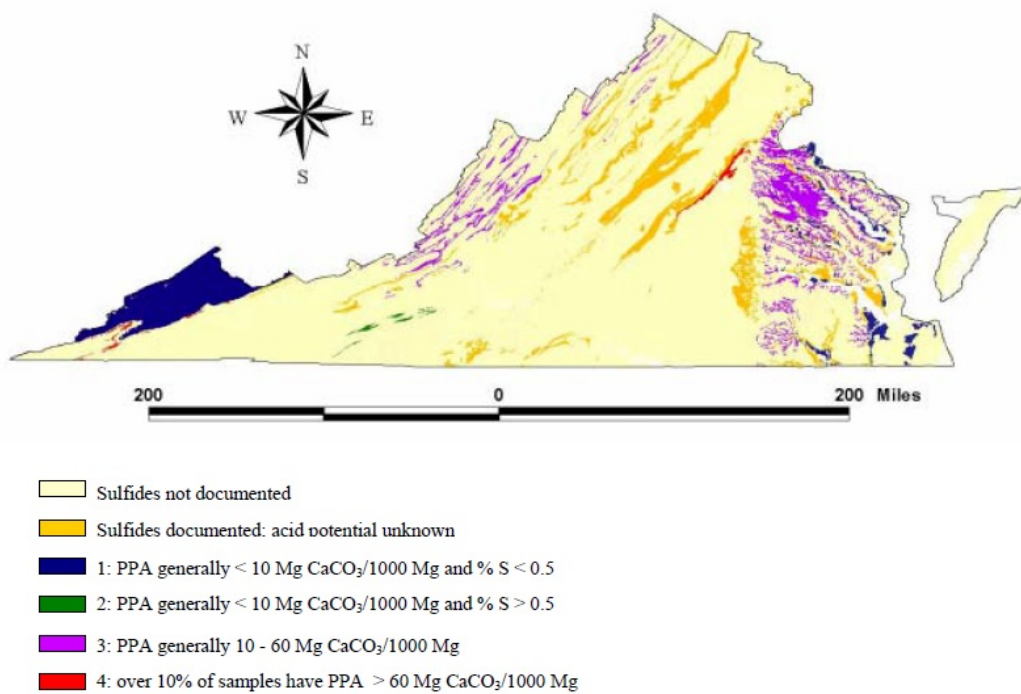 N
W E
S
200 0 200 Miles
Sulfides not documented
Sulfides documented: acid potential unknown
1: PPA generally < 10 Mg CaCO₃/1000 Mg and % S < 0.5
2: PPA generally < 10 Mg CaCO₃/1000 Mg and % S > 0.5
3: PPA generally 10 - 60 Mg CaCO₃/1000 Mg
4: over 10% of samples have PPA > 60 Mg CaCO₃/1000 Mg